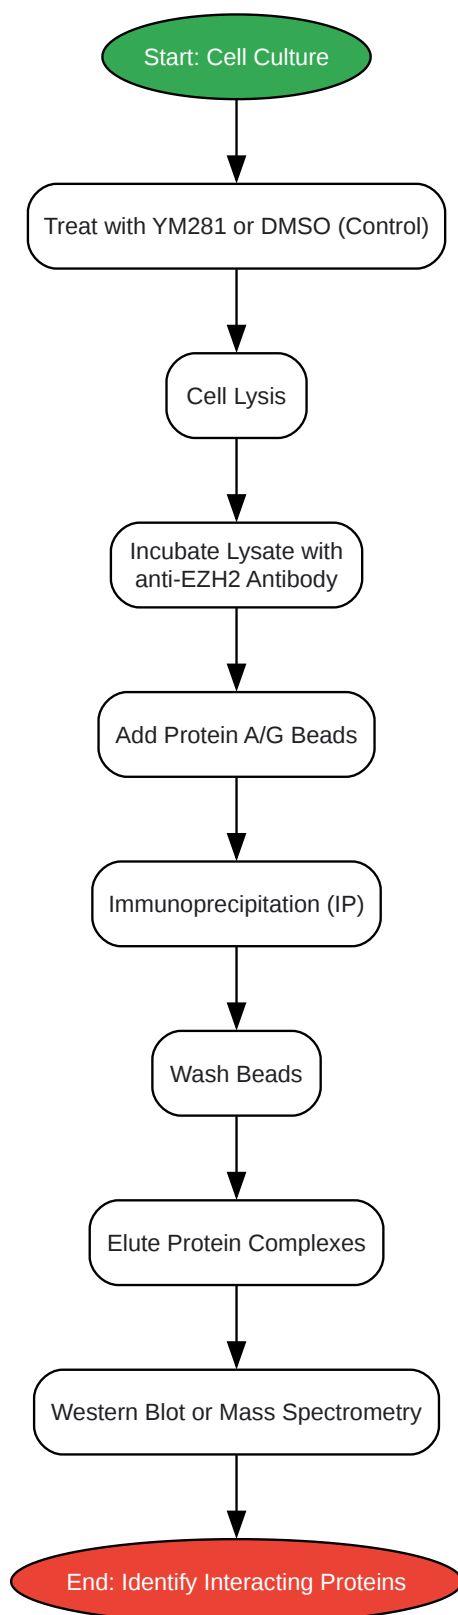 Start: Cell Culture
Treat with YM281 or DMSO (Control)
Cell Lysis
Incubate Lysate with
anti-EZH2 Antibody
Add Protein A/G Beads
Immunoprecipitation (IP)
Wash Beads
Elute Protein Complexes
Western Blot or Mass Spectrometry
End: Identify Interacting Proteins